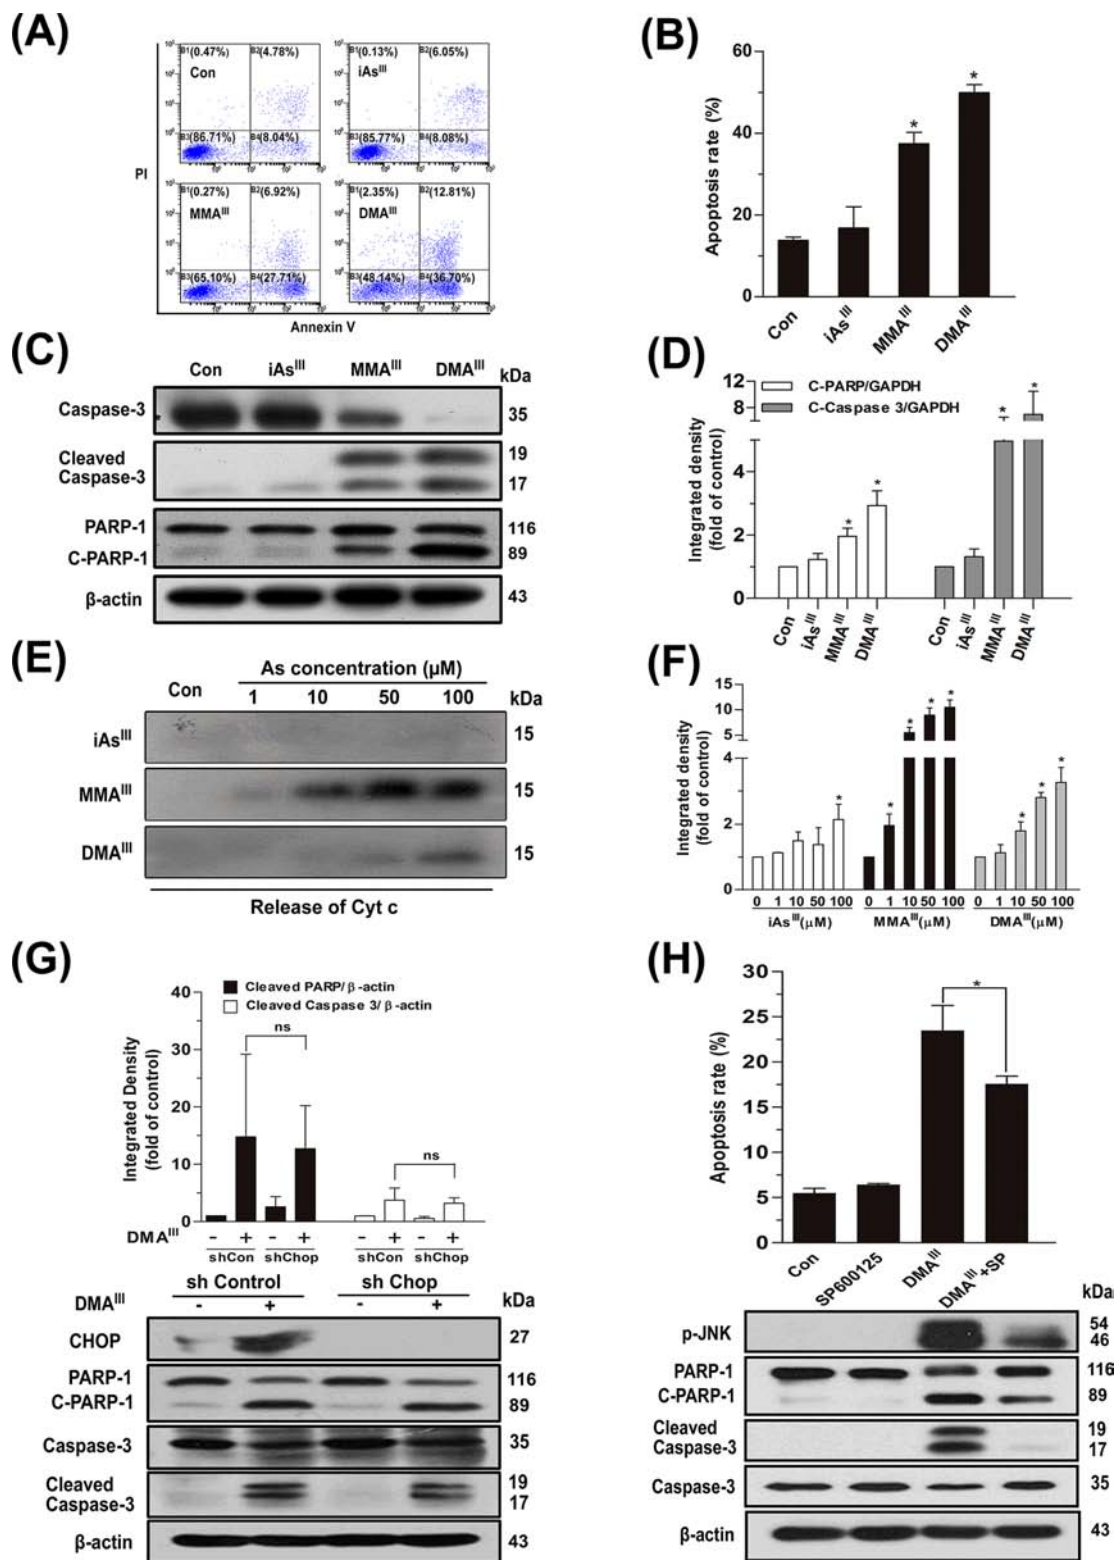 (A)
B1(0.47%) B2(4.78%)
Con
B3(86.71%) B4(8.04%)
B1(0.13%) B2(6.05%)
iAsIII
B3(85.77%) B4(8.08%)
B1(0.27%) B2(6.92%)
MMAIII
B3(65.10%) B4(27.71%)
B1(2.35%) B2(12.81%)
DMAIII
B3(48.14%) B4(36.70%)
PI
Annexin V
(B)
Apoptosis rate (%)
60
40
20
0
Con iAsIII MMAIII DMAIII
* *
(C)
Con iAsIII MMAIII DMAIII kDa
Caspase-3 35
Cleaved
Caspase-3
19
17
PARP-1 116
C-PARP-1 89
β-actin 43
(D)
C-PARP/GAPDH
C-Caspase 3/GAPDH
Integrated density
(fold of control)
12
8
4
2
0
* * * *
Con iAsIII MMAIII DMAIII Con iAsIII MMAIII DMAIII
(E)
As concentration (μM)
Con 1 10 50 100 kDa
iAsIII 15
MMAIII 15
DMAIII 15
Release of Cyt c
(F)
Integrated density
(fold of control)
15
10
5
4
2
0
* * * * * * * *
0 1 10 50 100 0 1 10 50 100 0 1 10 50 100
iAsIII(μM) MMAIII(μM) DMAIII(μM)
(G)
Cleaved PARP/β-actin
Cleaved Caspase 3/β-actin
Integrated Density
(fold of control)
40
30
20
10
0
ns ns
DMAIII - + - + - + - +
shCon shChop shCon shChop
sh Control sh Chop
DMAIII - + - + kDa
CHOP 27
PARP-1 116
C-PARP-1 89
Caspase-3 35
Cleaved
Caspase-3
19
17
β-actin 43
(H)
Apoptosis rate (%)
30
25
20
15
10
5
0
*
Con SP600125 DMAIII DMAIII+SP
kDa
p-JNK
54
46
PARP-1 116
C-PARP-1 89
Cleaved
Caspase-3
19
17
Caspase-3 35
β-actin 43